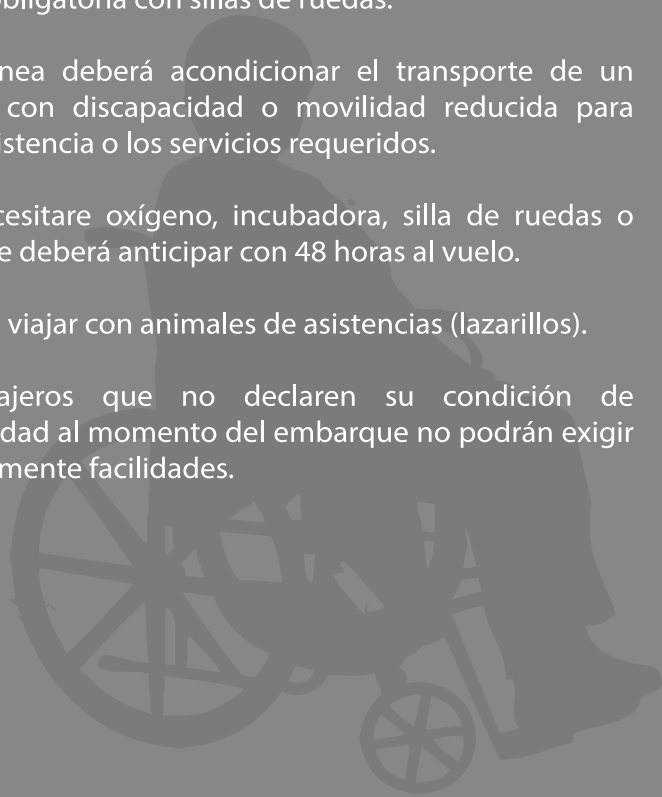 obligatoria con sillas de ruedas.
nea deberá acondicionar el transporte de un
con discapacidad o movilidad reducida para
istencia o los servicios requeridos.
cesitare oxígeno, incubadora, silla de ruedas o
e deberá anticipar con 48 horas al vuelo.
viajar con animales de asistencias (lazarillos).
ajeros que no declaren su condición de
dad al momento del embarque no podrán exigir
mente facilidades.